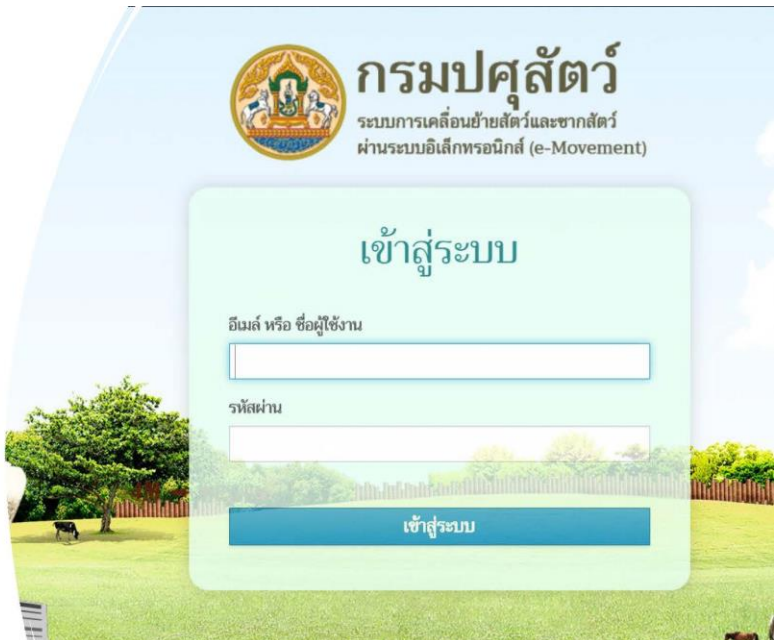 กรมปศุสัตว์
ระบบการเคลื่อนย้ายสัตว์และซากสัตว์
ผ่านระบบอิเล็กทรอนิกส์ (e-Movement)
เข้าสู่ระบบ
อีเมล์ หรือ ชื่อผู้ใช้งาน
รหัสผ่าน
เข้าสู่ระบบ